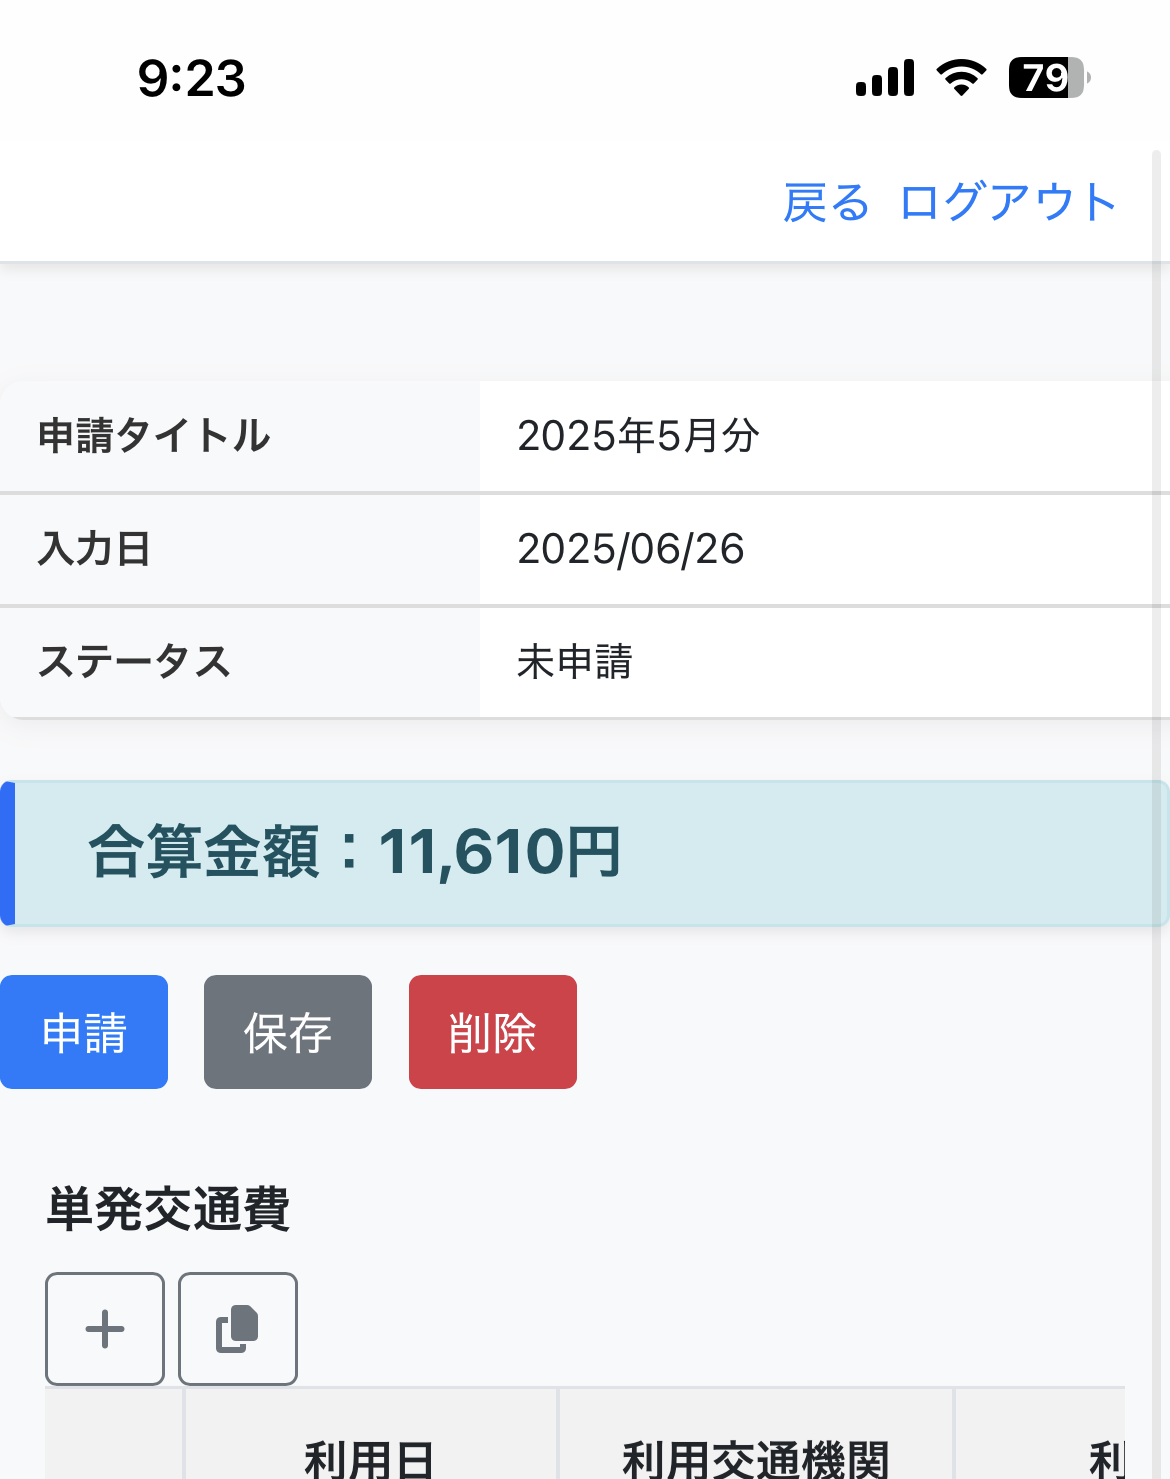 9:23 79
戻る ログアウト
申請タイトル 2025年5月分
入力日 2025/06/26
ステータス 未申請
合算金額：11,610円
申請 保存 削除
単発交通費
利用日 利用交通機関 利